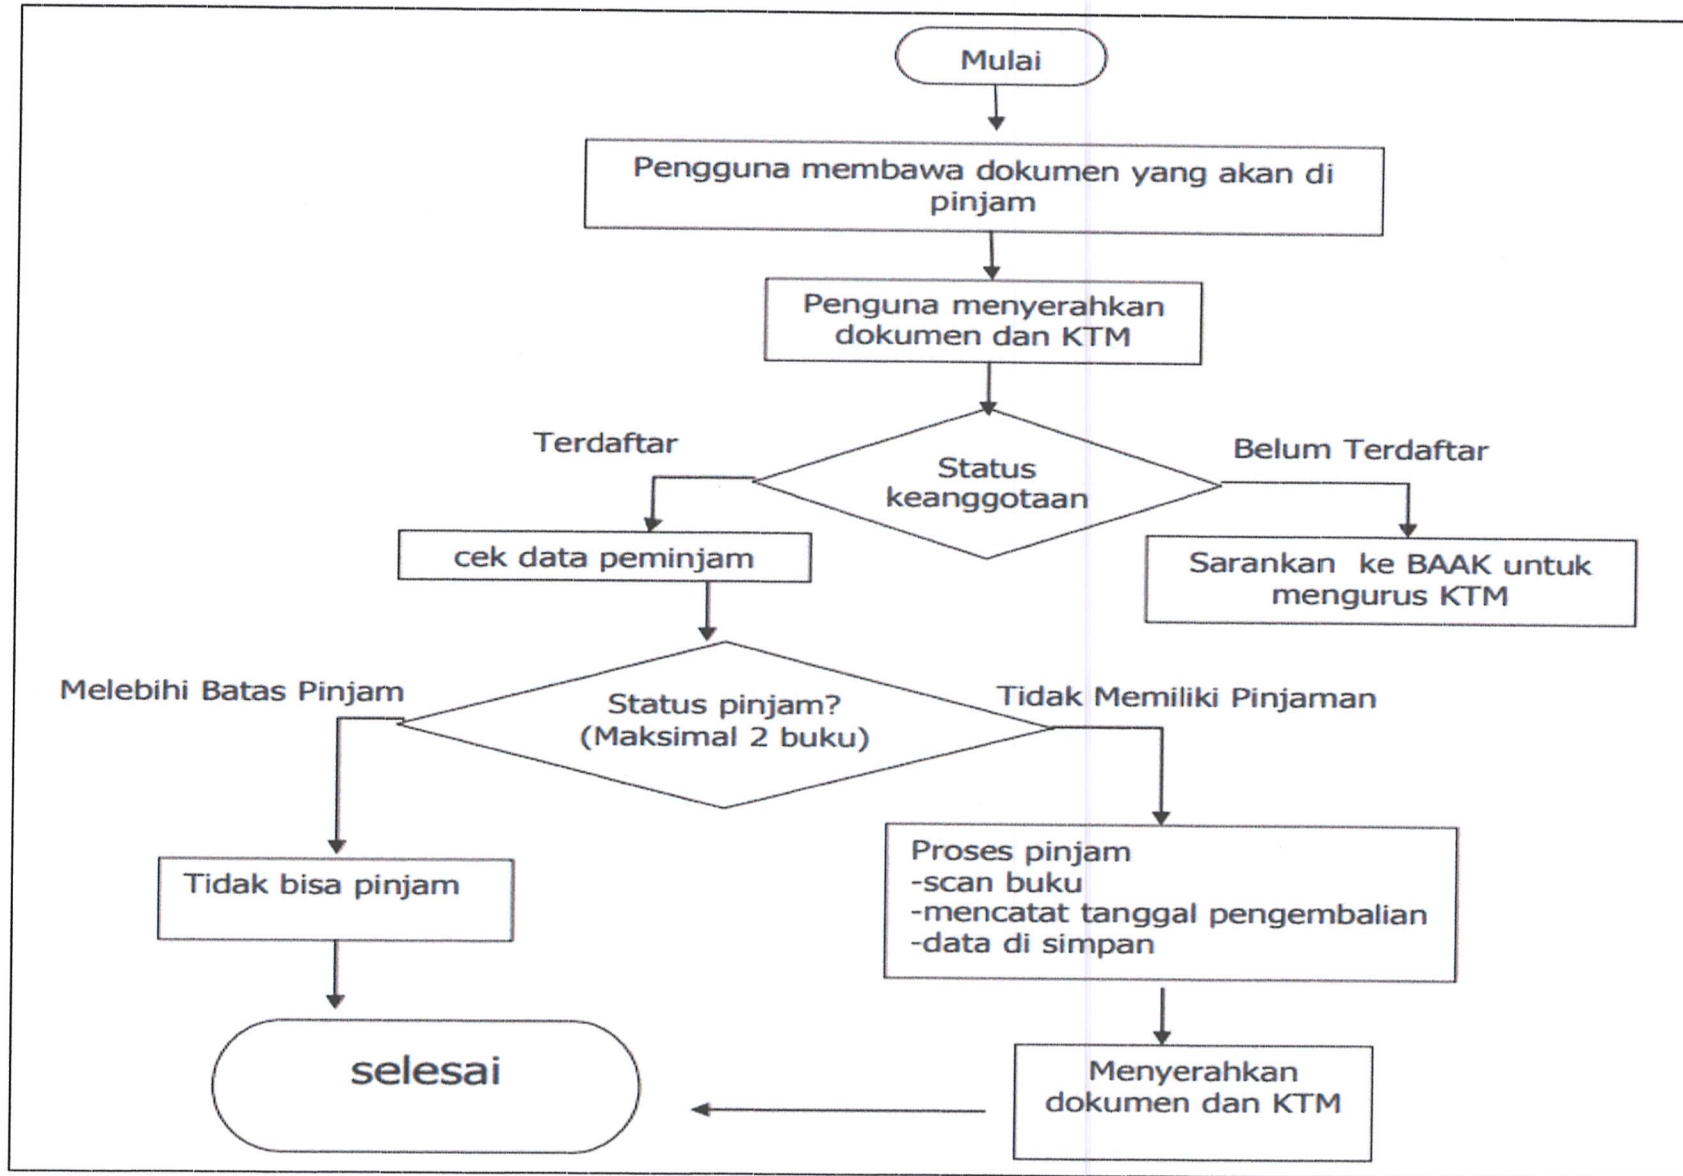 Mulai
Pengguna membawa dokumen yang akan di
pinjam
Penguna menyerahkan
dokumen dan KTM
Terdaftar
Status
keanggotaan
Belum Terdaftar
cek data peminjam
Sarankan ke BAAK untuk
mengurus KTM
Melebihi Batas Pinjam
Status pinjam?
(Maksimal 2 buku)
Tidak Memiliki Pinjaman
Tidak bisa pinjam
Proses pinjam
-scan buku
-mencatat tanggal pengembalian
-data di simpan
selesai
Menyerahkan
dokumen dan KTM